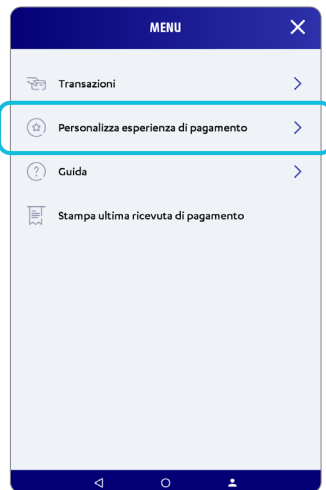 MENU
Transazioni
Personalizza esperienza di pagamento
Guida
Stampa ultima ricevuta di pagamento